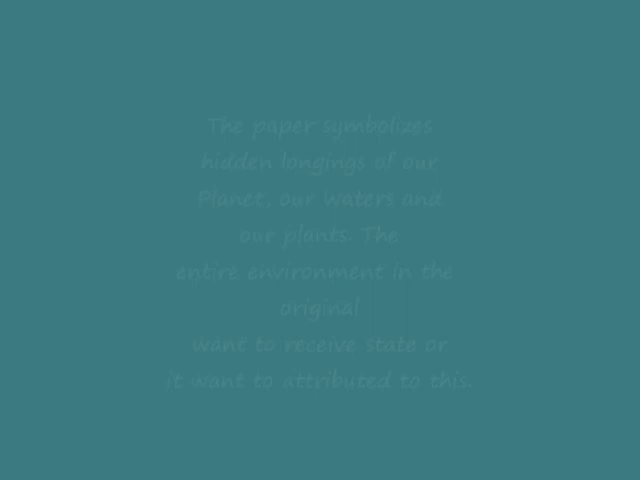 The paper symbolizes
hidden longings of our
Planet, our waters and
our plants. The
entire environment in the
original
want to receive state or
it want to attributed to this.